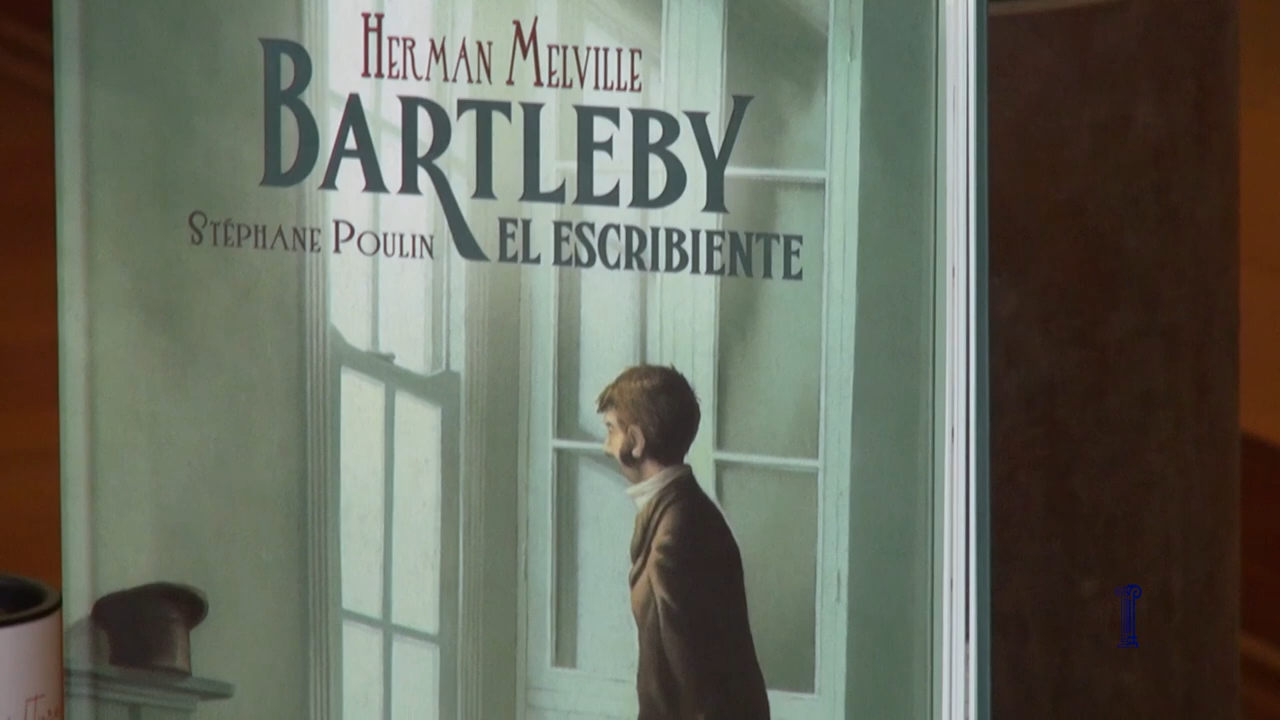 HERMAN MELVILLE
BARTLEBY
STÉPHANE POULIN
EL ESCRIBIENTE